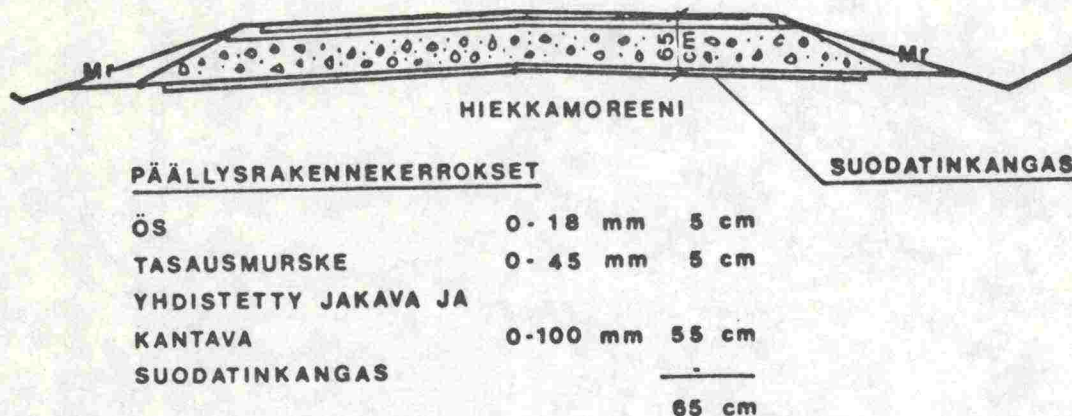 65 cm
Mr
Mr
HIEKKAMOREENI
SUODATINKANGAS
PÄÄLLYSRAKENNEKERROKSET
ÖS 0-18 mm 5 cm
TASAUSMURSKE 0-45 mm 5 cm
YHDISTETTY JAKAVA JA
KANTAVA 0-100 mm 55 cm
SUODATINKANGAS -
65 cm